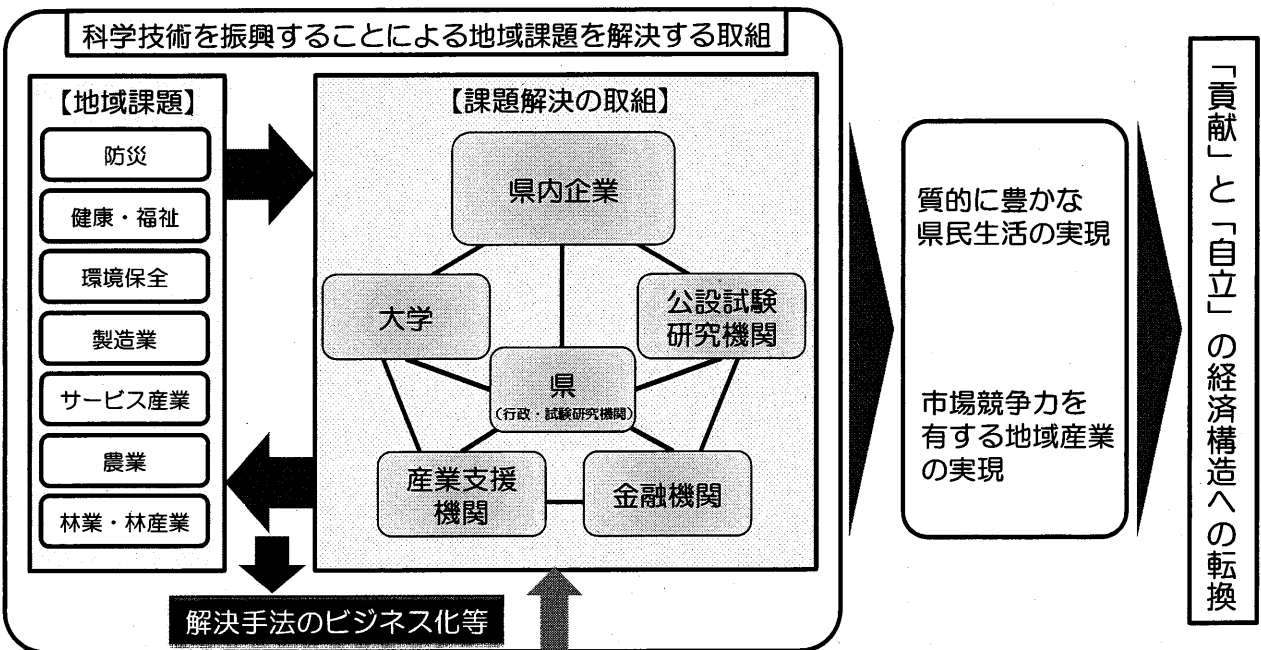 科学技術を振興することによる地域課題を解決する取組
【地域課題】
防災
健康・福祉
環境保全
製造業
サービス産業
農業
林業・林産業
【課題解決の取組】
県内企業
大学
公設試験
研究機関
県
（行政・試験研究機関）
産業支援
機関
金融機関
解決手法のビジネス化等
質的に豊かな
県民生活の実現
市場競争力を
有する地域産業
の実現
「貢献」と「自立」の経済構造への転換